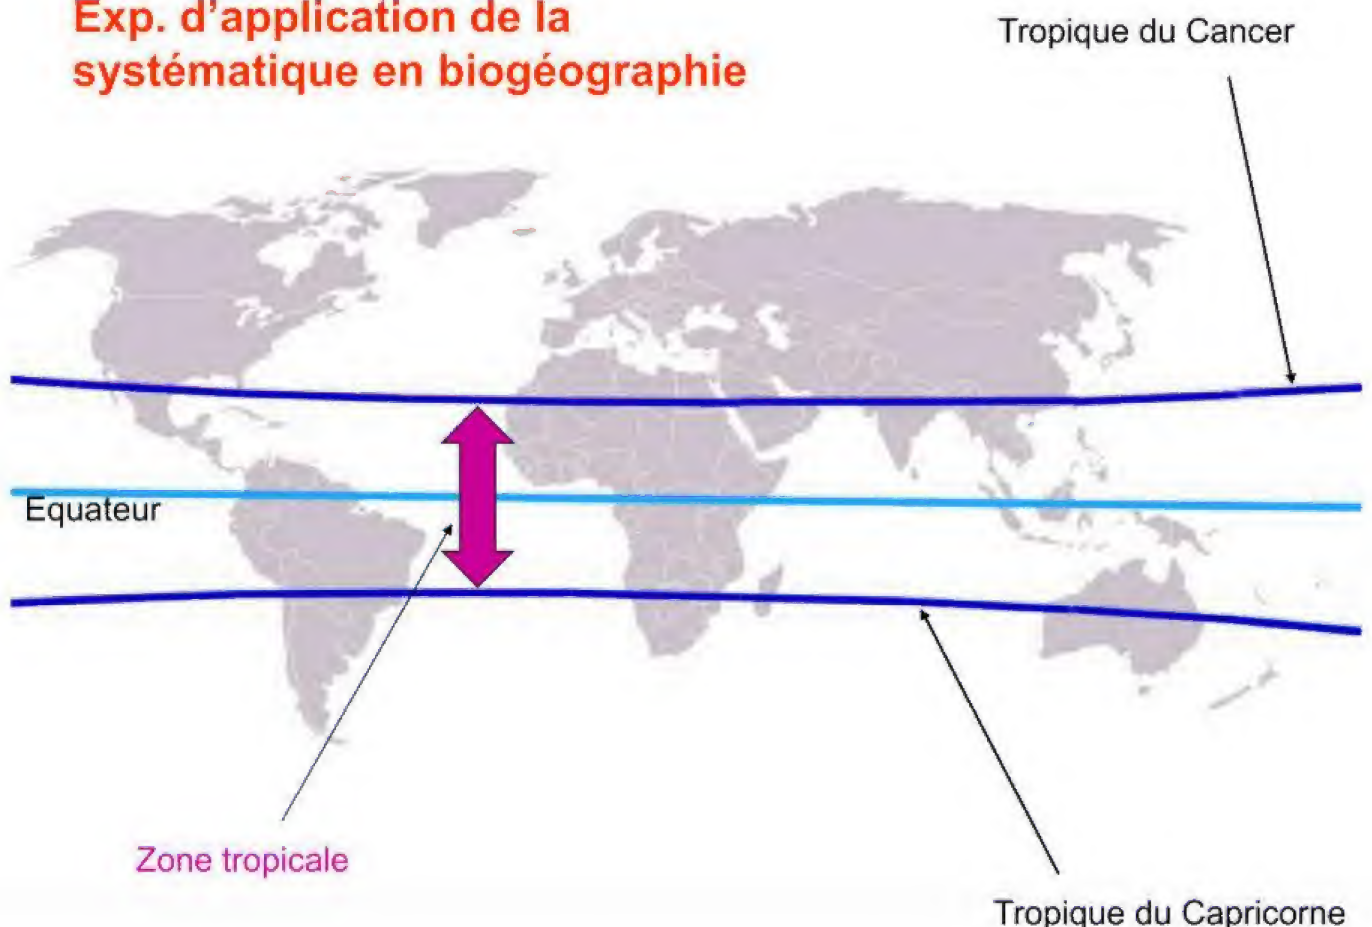 Exp. d'application de la
systématique en biogéographie
Tropique du Cancer
Equateur
Zone tropicale
Tropique du Capricorne